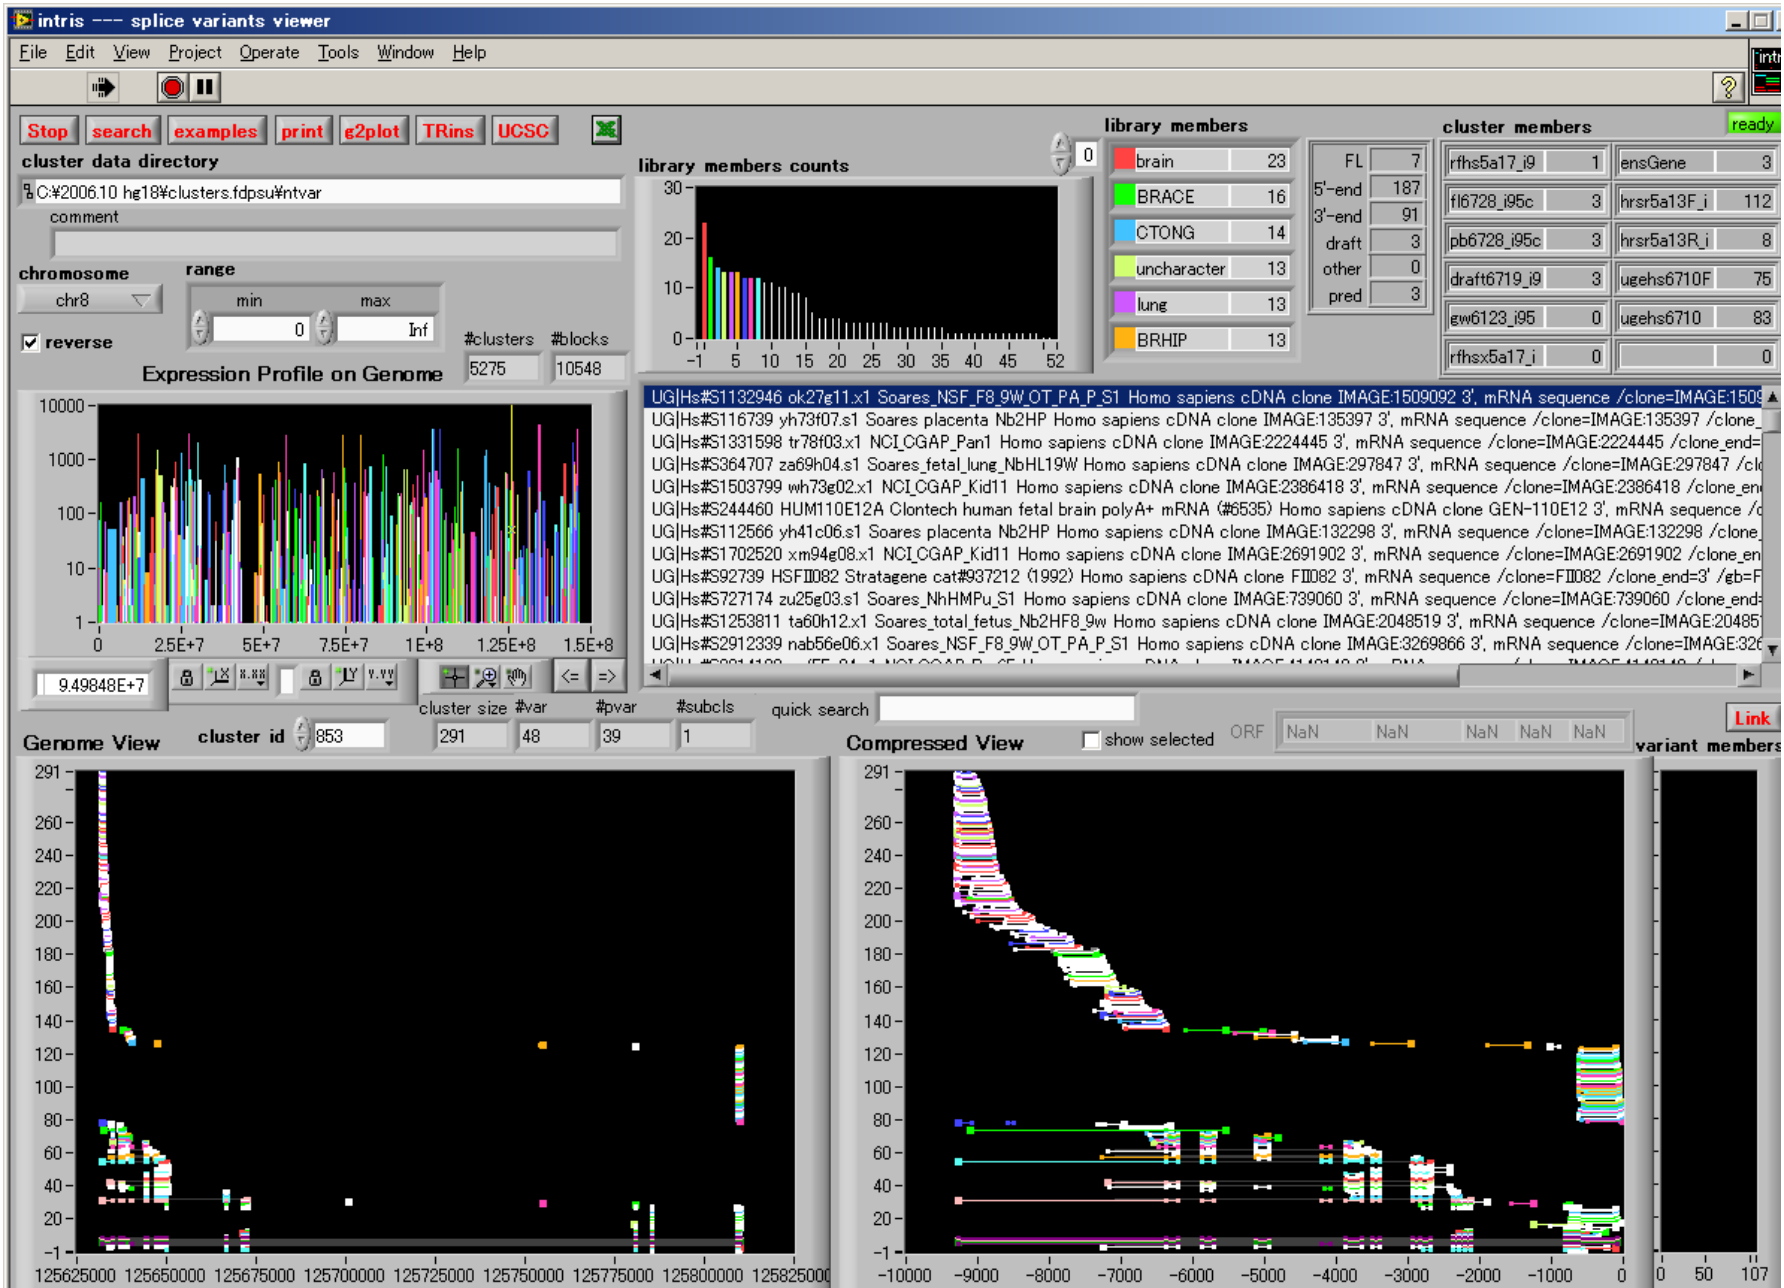 intris --- splice variants viewer
File Edit View Project Operate Tools Window Help
Stop search examples print g2plot TRins UCSC
cluster data directory
C:¥2006.10 hg18¥clusters.fdpsu¥ntvar
comment
chromosome range
chr8 min max
0 Inf
reverse
#clusters #blocks
5275 10548
Expression Profile on Genome
10000
1000
100
10
1
0 2.5E+7 5E+7 7.5E+7 1E+8 1.25E+8 1.5E+8
9.49848E+7
<= =>
library members counts
30
20
10
0
-1 5 10 15 20 25 30 35 40 45 52
0
library members
brain 23
BRACE 16
CTONG 14
uncharacter 13
lung 13
BRHIP 13
FL 7
5'-end 187
3'-end 91
draft 3
other 0
pred 3
cluster members ready
rfhs5a17_i9 1 ensGene 3
fl6728_i95c 3 hrsr5a13F_i 112
pb6728_i95c 3 hrsr5a13R_i 8
draft6719_i9 3 ugehs6710F 75
gw6123_i95 0 ugehs6710 83
rfhsx5a17_i 0 0
UG|Hs#S1132946 ok27g11.x1 Soares_NSF_F8_9W_OT_PA_P_S1 Homo sapiens cDNA clone IMAGE:1509092 3', mRNA sequence /clone=IMAGE:1509
UG|Hs#S116739 yh73f07.s1 Soares placenta Nb2HP Homo sapiens cDNA clone IMAGE:135397 3', mRNA sequence /clone=IMAGE:135397 /clone_
UG|Hs#S1331598 tr78f03.x1 NCI_CGAP_Pan1 Homo sapiens cDNA clone IMAGE:2224445 3', mRNA sequence /clone=IMAGE:2224445 /clone_end=
UG|Hs#S364707 za69h04.s1 Soares_fetal_lung_NbHL19W Homo sapiens cDNA clone IMAGE:297847 3', mRNA sequence /clone=IMAGE:297847 /clo
UG|Hs#S1503799 wh73g02.x1 NCI_CGAP_Kid11 Homo sapiens cDNA clone IMAGE:2386418 3', mRNA sequence /clone=IMAGE:2386418 /clone_en
UG|Hs#S244460 HUM110E12A Clontech human fetal brain polyA+ mRNA (#6535) Homo sapiens cDNA clone GEN-110E12 3', mRNA sequence /c
UG|Hs#S112566 yh41c06.s1 Soares placenta Nb2HP Homo sapiens cDNA clone IMAGE:132298 3', mRNA sequence /clone=IMAGE:132298 /clone_
UG|Hs#S1702520 xm94g08.x1 NCI_CGAP_Kid11 Homo sapiens cDNA clone IMAGE:2691902 3', mRNA sequence /clone=IMAGE:2691902 /clone_en
UG|Hs#S92739 HSFII082 Stratagene cat#937212 (1992) Homo sapiens cDNA clone FII082 3', mRNA sequence /clone=FII082 /clone_end=3' /gb=F
UG|Hs#S727174 zu25g03.s1 Soares_NhHMPu_S1 Homo sapiens cDNA clone IMAGE:739060 3', mRNA sequence /clone=IMAGE:739060 /clone_end=
UG|Hs#S1253811 ta60h12.x1 Soares_total_fetus_Nb2HF8_9w Homo sapiens cDNA clone IMAGE:2048519 3', mRNA sequence /clone=IMAGE:20485
UG|Hs#S2912339 nab56e06.x1 Soares_NSF_F8_9W_OT_PA_P_S1 Homo sapiens cDNA clone IMAGE:3269866 3', mRNA sequence /clone=IMAGE:326
cluster size #var #pvar #subcls quick search
Genome View cluster id 853 291 48 39 1
Compressed View show selected ORF NaN NaN NaN NaN NaN Link
variant members
291
260
240
220
200
180
160
140
120
100
80
60
40
20
-1
125625000 125650000 125675000 125700000 125725000 125750000 125775000 125800000 125825000
291
260
240
220
200
180
160
140
120
100
80
60
40
20
-1
-10000 -9000 -8000 -7000 -6000 -5000 -4000 -3000 -2000 -1000 0
0 50 107